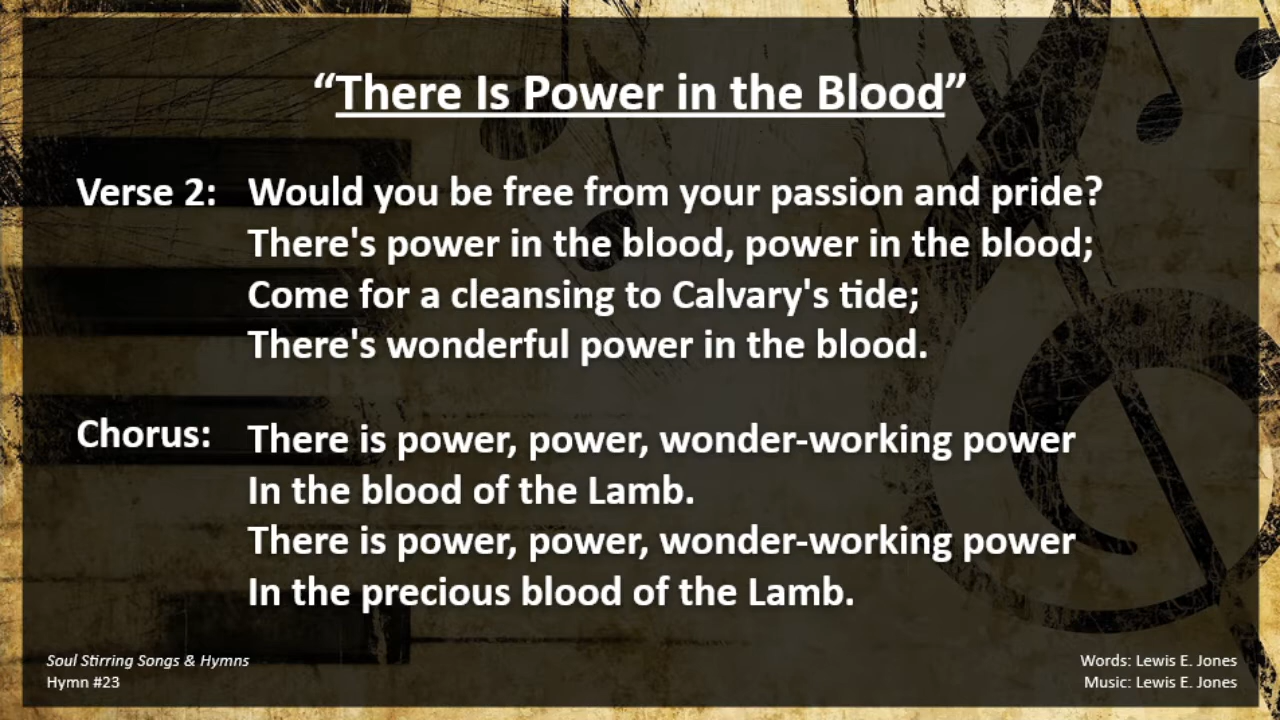 “There Is Power in the Blood”
Verse 2: Would you be free from your passion and pride?
There's power in the blood, power in the blood;
Come for a cleansing to Calvary's tide;
There's wonderful power in the blood.
Chorus: There is power, power, wonder-working power
In the blood of the Lamb.
There is power, power, wonder-working power
In the precious blood of the Lamb.
Soul Stirring Songs & Hymns
Hymn #23
Words: Lewis E. Jones
Music: Lewis E. Jones